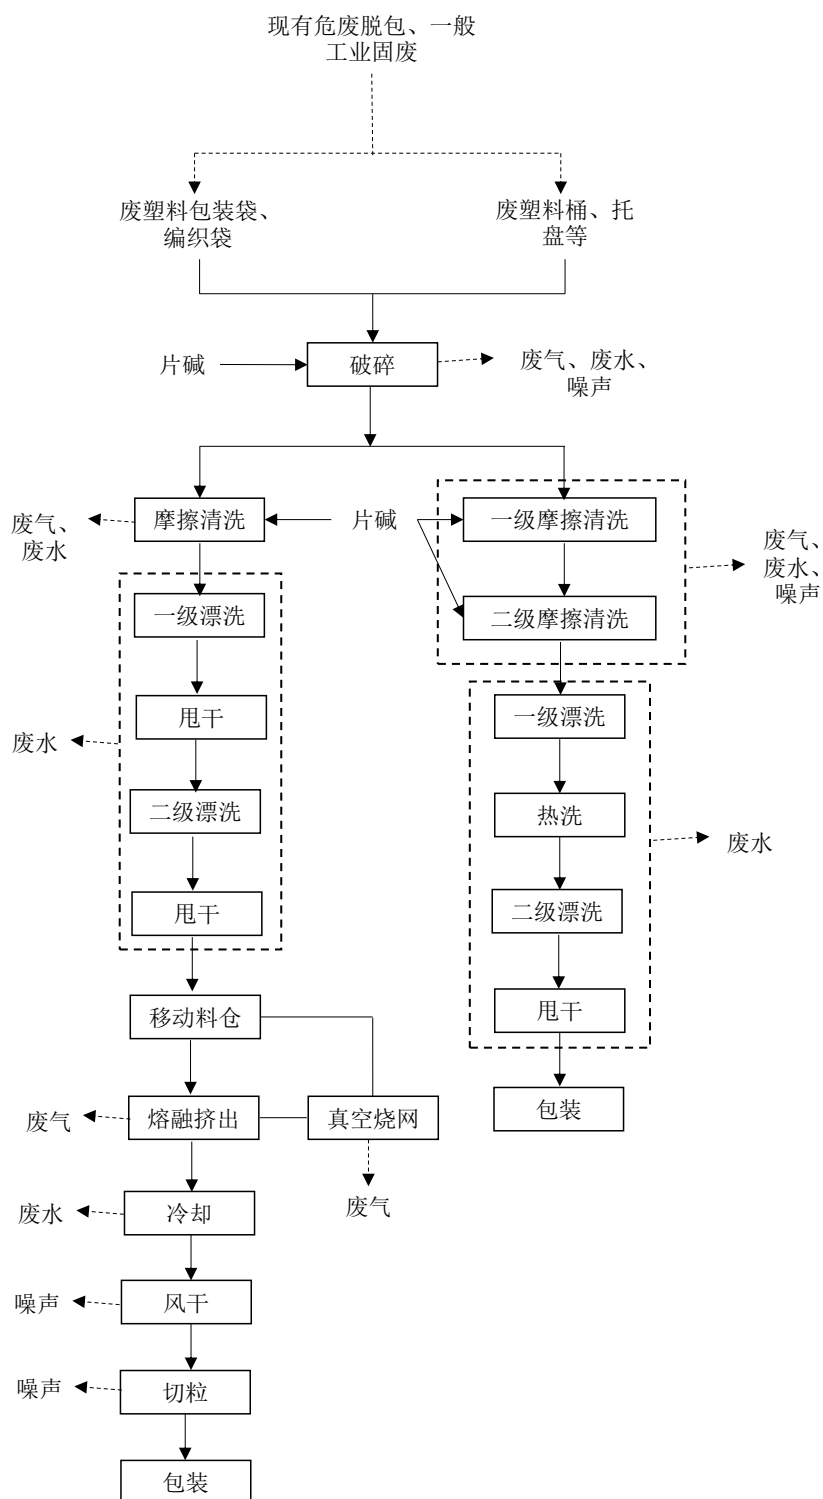 现有危废脱包、一般
工业固废
废塑料包装袋、
编织袋
废塑料桶、托
盘等
片碱
破碎
废气、废水、
噪声
废气、
废水
摩擦清洗
片碱
一级摩擦清洗
二级摩擦清洗
废气、
废水、
噪声
一级漂洗
甩干
二级漂洗
甩干
废水
一级漂洗
热洗
二级漂洗
甩干
废水
包装
移动料仓
废气
熔融挤出
真空烧网
废气
废水
冷却
噪声
风干
噪声
切粒
包装